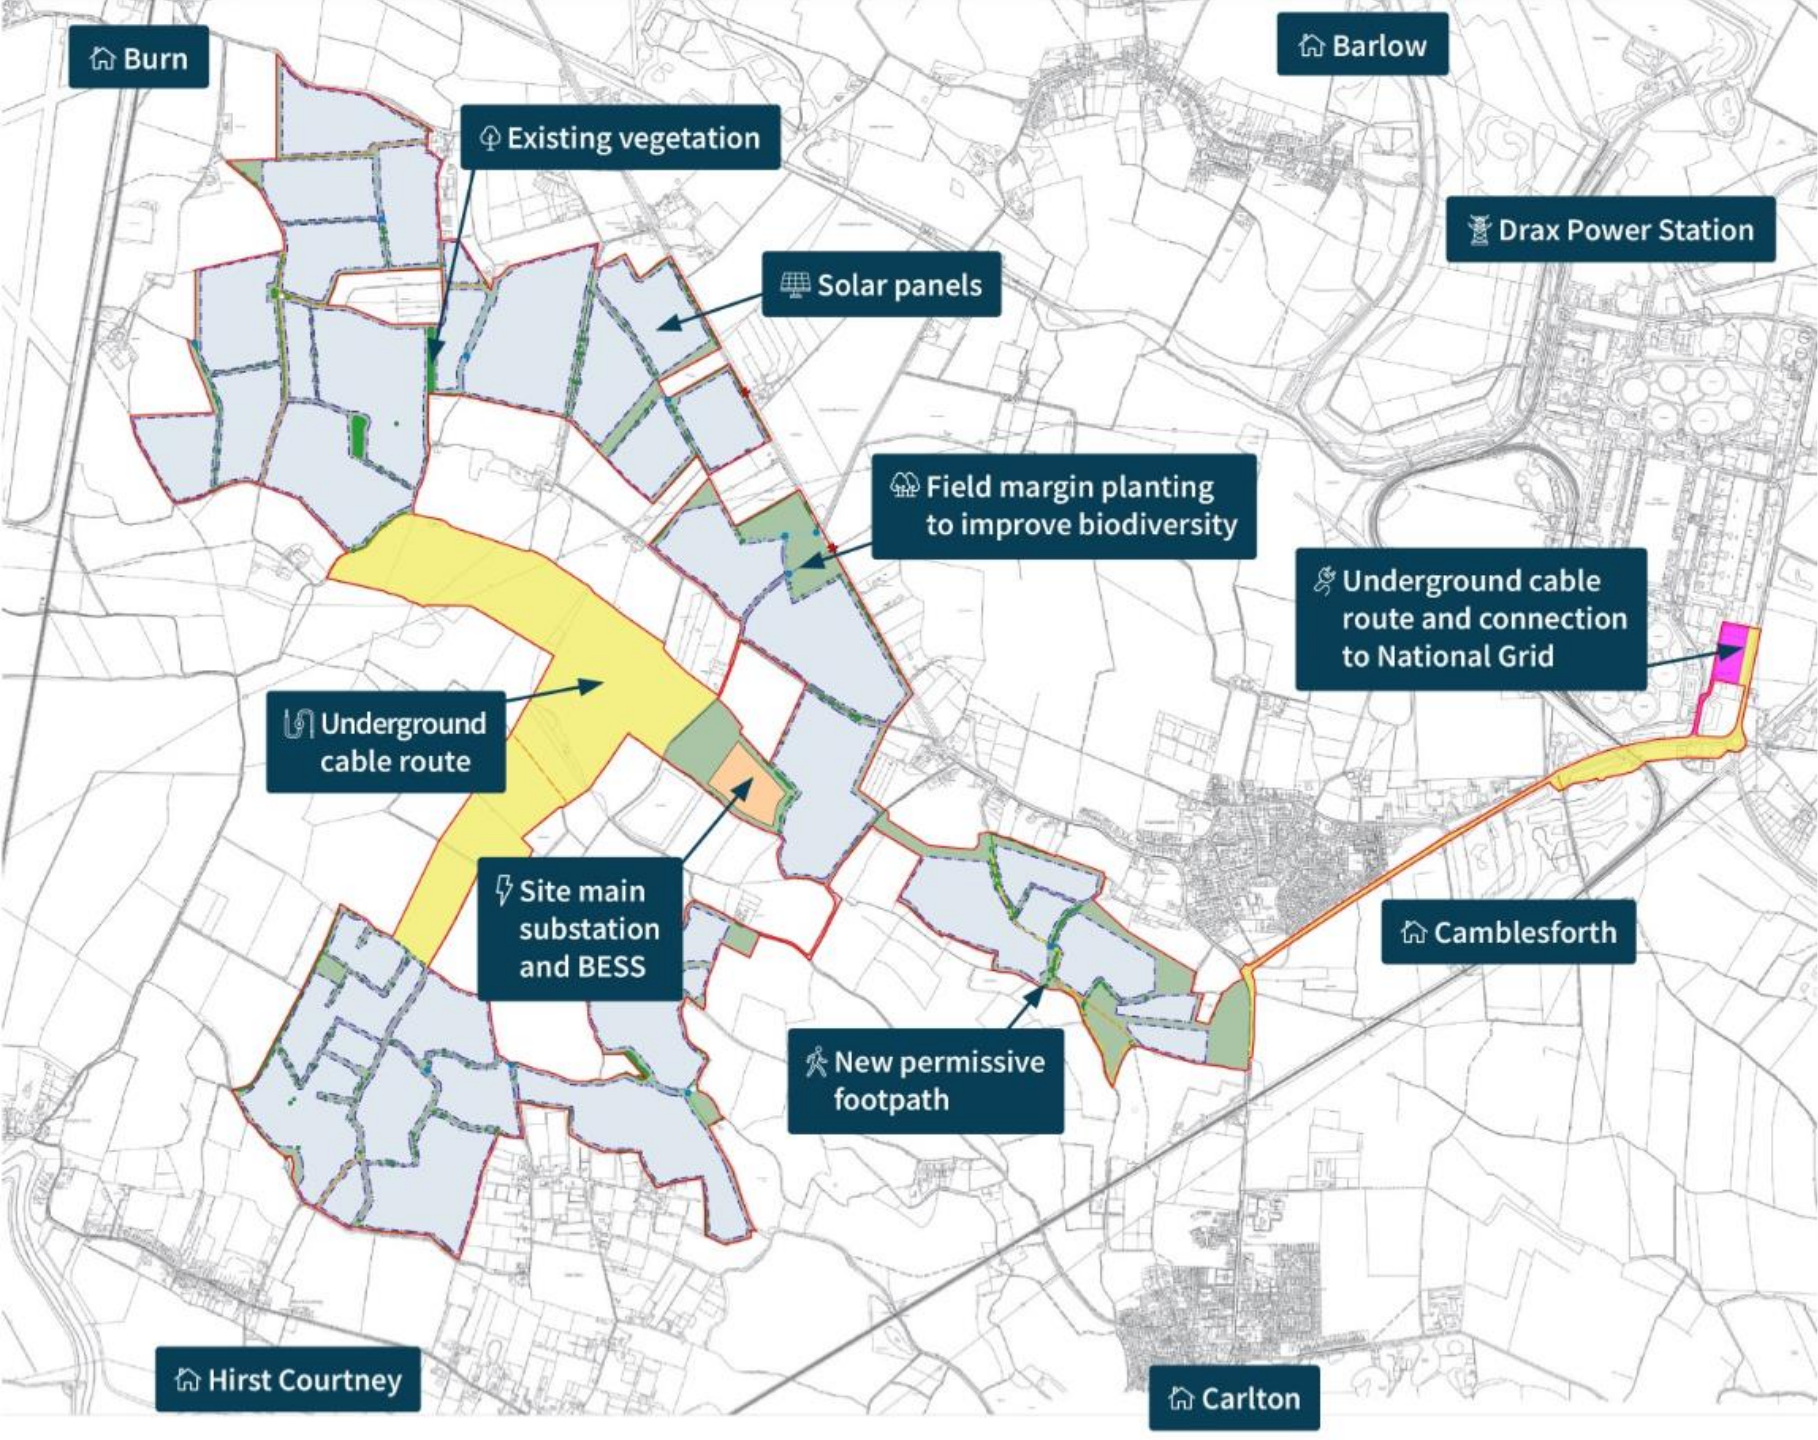 Burn
Barlow
Existing vegetation
Drax Power Station
Solar panels
Field margin planting
to improve biodiversity
Underground cable
route and connection
to National Grid
Underground
cable route
Site main
substation
and BESS
Camblesforth
New permissive
footpath
Hirst Courtney
Carlton